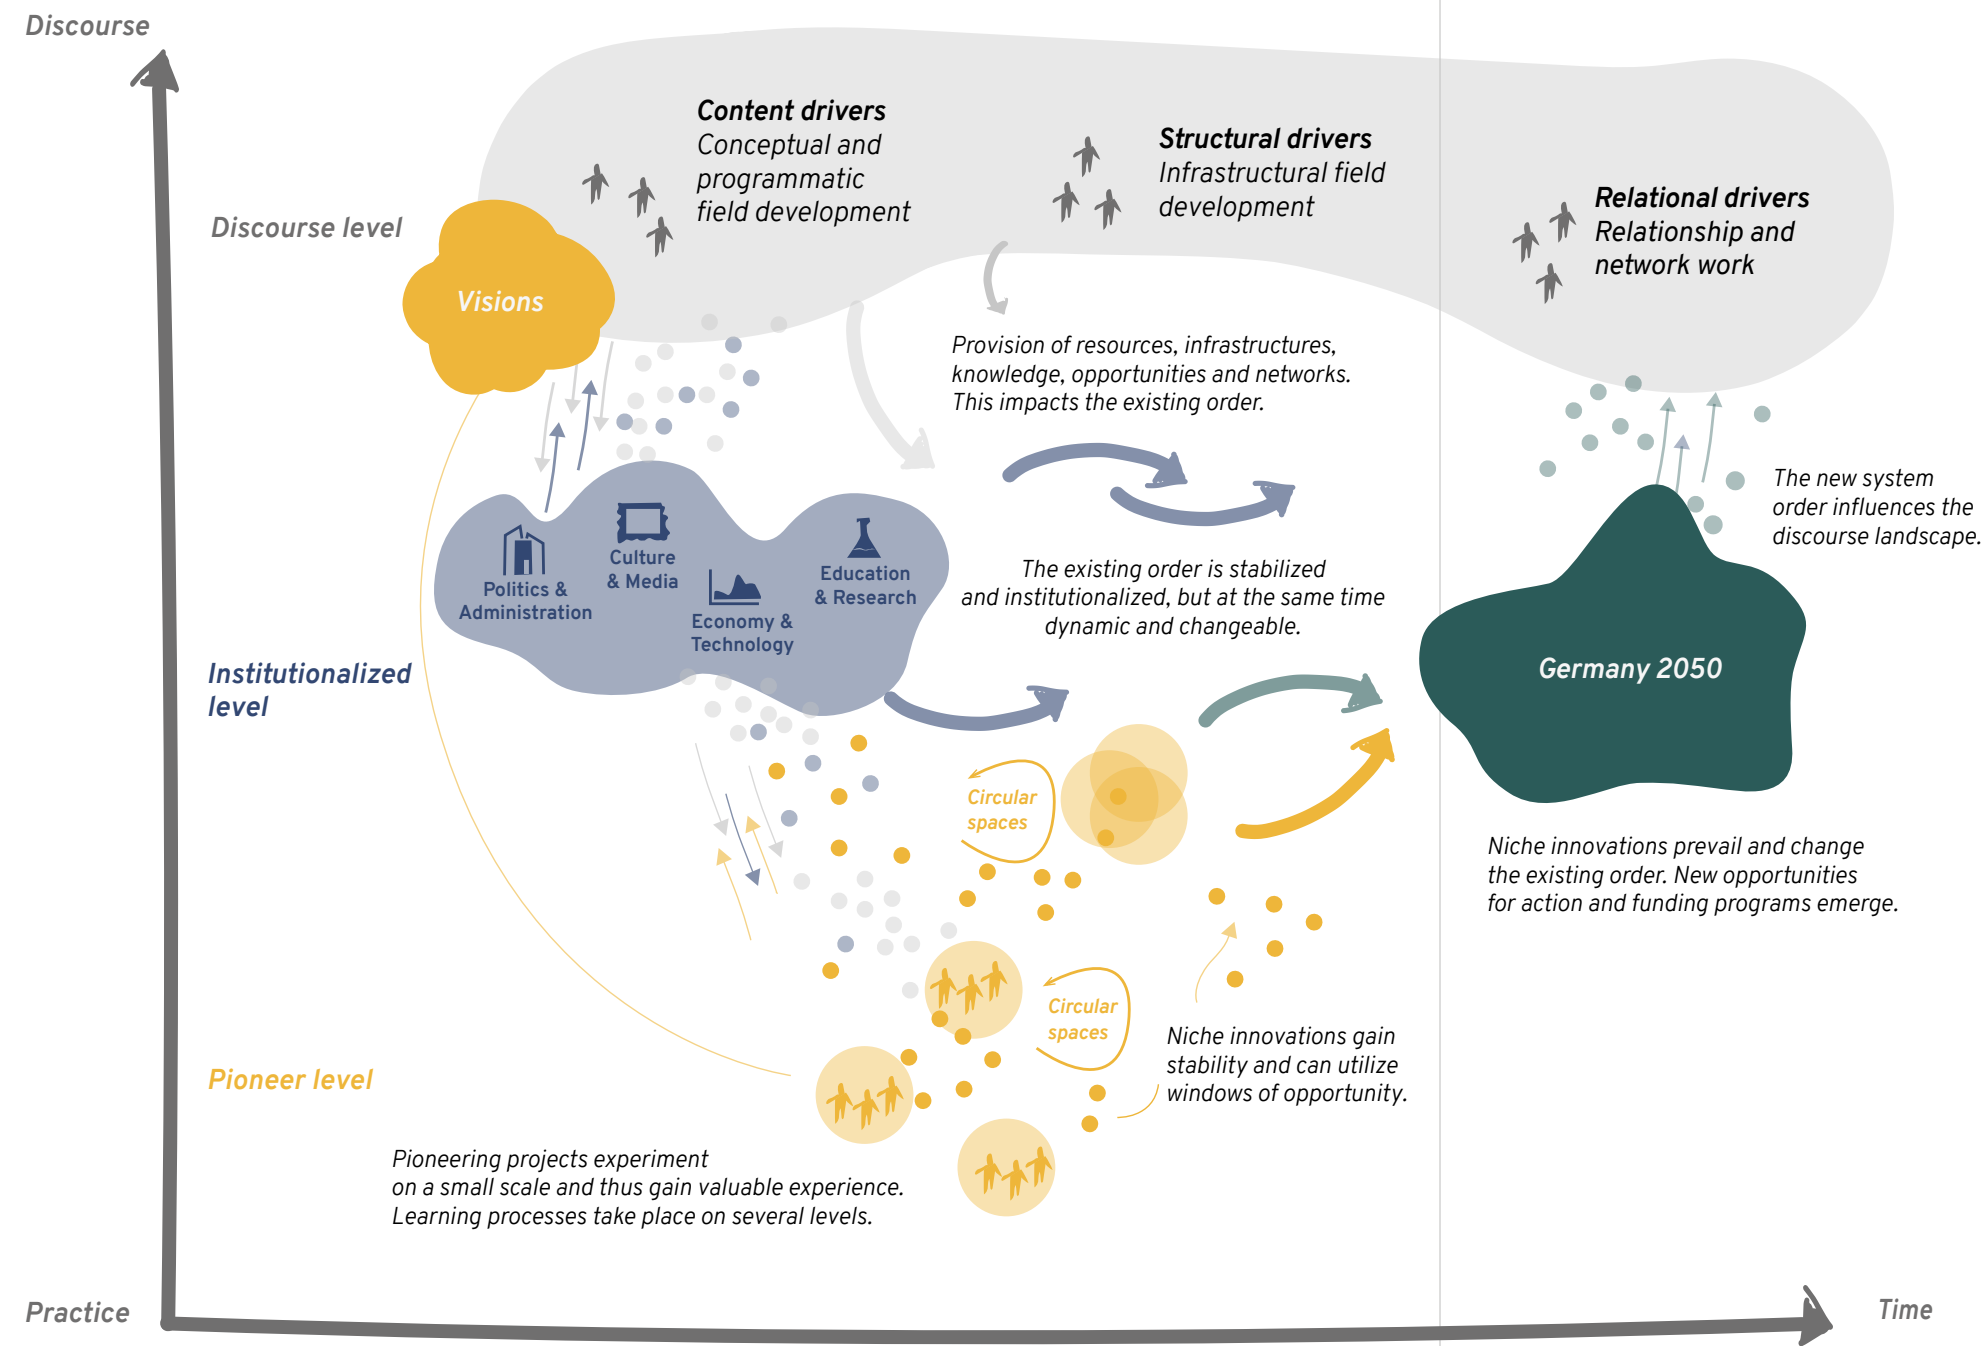 Discourse
Content drivers
Conceptual and
programmatic
field development
Structural drivers
Infrastructural field
development
Relational drivers
Relationship and
network work
Discourse level
Visions
Provision of resources, infrastructures,
knowledge, opportunities and networks.
This impacts the existing order.
The new system
order influences the
discourse landscape.
Politics &
Administration
Culture
& Media
Economy &
Technology
Education
& Research
The existing order is stabilized
and institutionalized, but at the same time
dynamic and changeable.
Institutionalized
level
Germany 2050
Circular
spaces
Niche innovations prevail and change
the existing order. New opportunities
for action and funding programs emerge.
Circular
spaces
Niche innovations gain
stability and can utilize
windows of opportunity.
Pioneer level
Pioneering projects experiment
on a small scale and thus gain valuable experience.
Learning processes take place on several levels.
Practice
Time